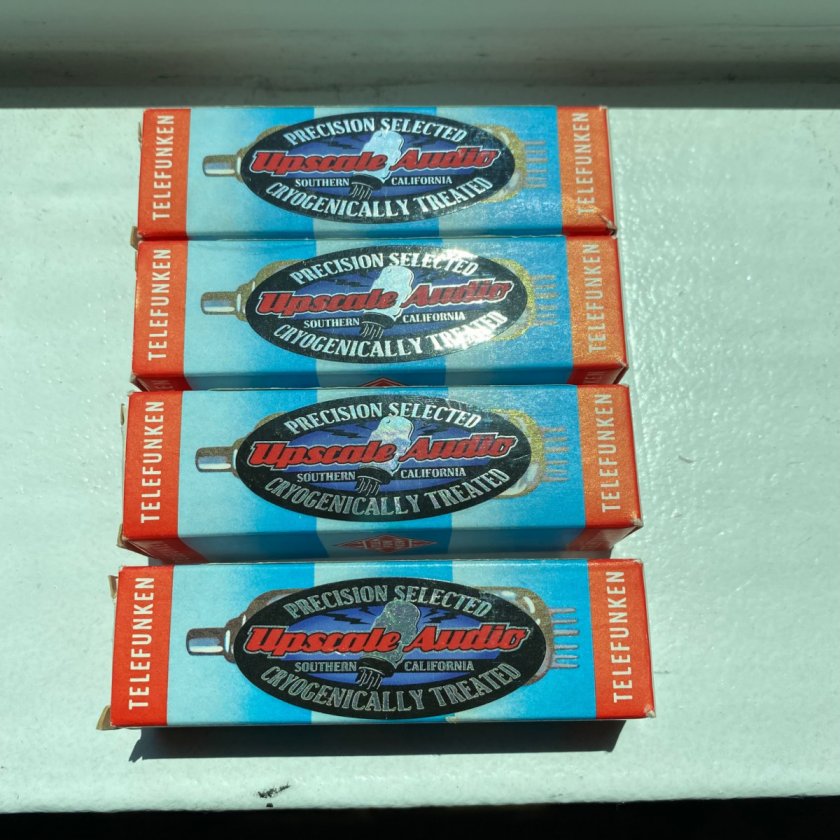 TELEFUNKEN
PRECISION SELECTED
Upscale Audio
SOUTHERN CALIFORNIA
CRYOGENICALLY TREATED
TELEFUNKEN
TELEFUNKEN
PRECISION SELECTED
Upscale Audio
SOUTHERN CALIFORNIA
CRYOGENICALLY TREATED
TELEFUNKEN
TELEFUNKEN
PRECISION SELECTED
Upscale Audio
SOUTHERN CALIFORNIA
CRYOGENICALLY TREATED
TELEFUNKEN
TELEFUNKEN
PRECISION SELECTED
Upscale Audio
SOUTHERN CALIFORNIA
CRYOGENICALLY TREATED
TELEFUNKEN